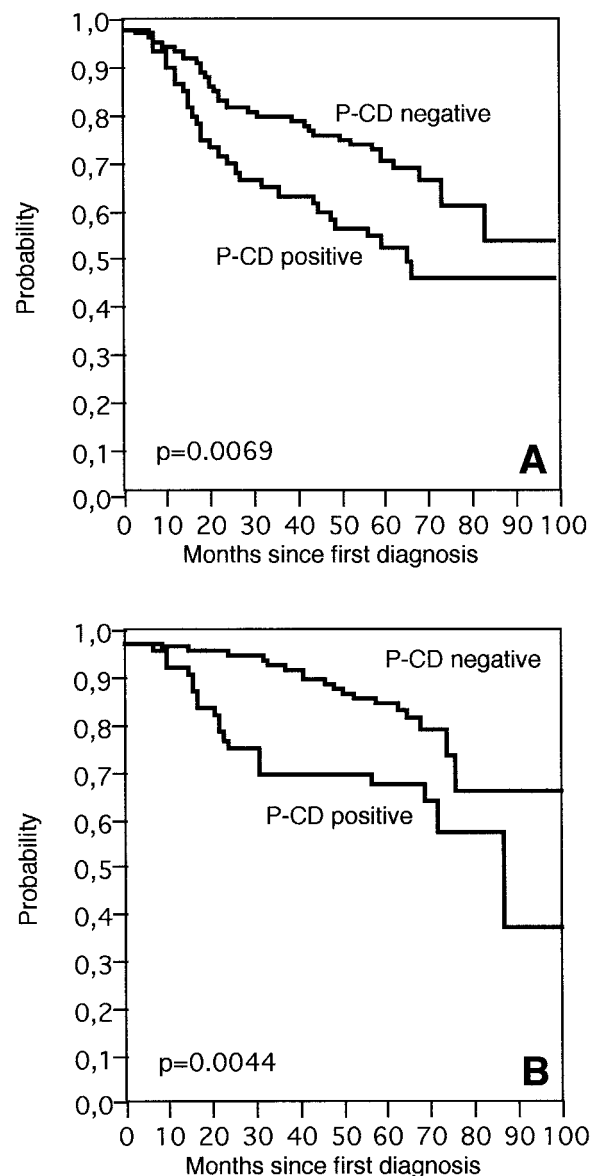 1,0
0,9
0,8
0,7
0,6
0,5
0,4
0,3
0,2
0,1
0,0
Probability
P-CD negative
P-CD positive
p=0.0069
A
0 10 20 30 40 50 60 70 80 90 100
Months since first diagnosis
1,0
0,9
0,8
0,7
0,6
0,5
0,4
0,3
0,2
0,1
0,0
Probability
P-CD negative
P-CD positive
p=0.0044
B
0 10 20 30 40 50 60 70 80 90 100
Months since first diagnosis